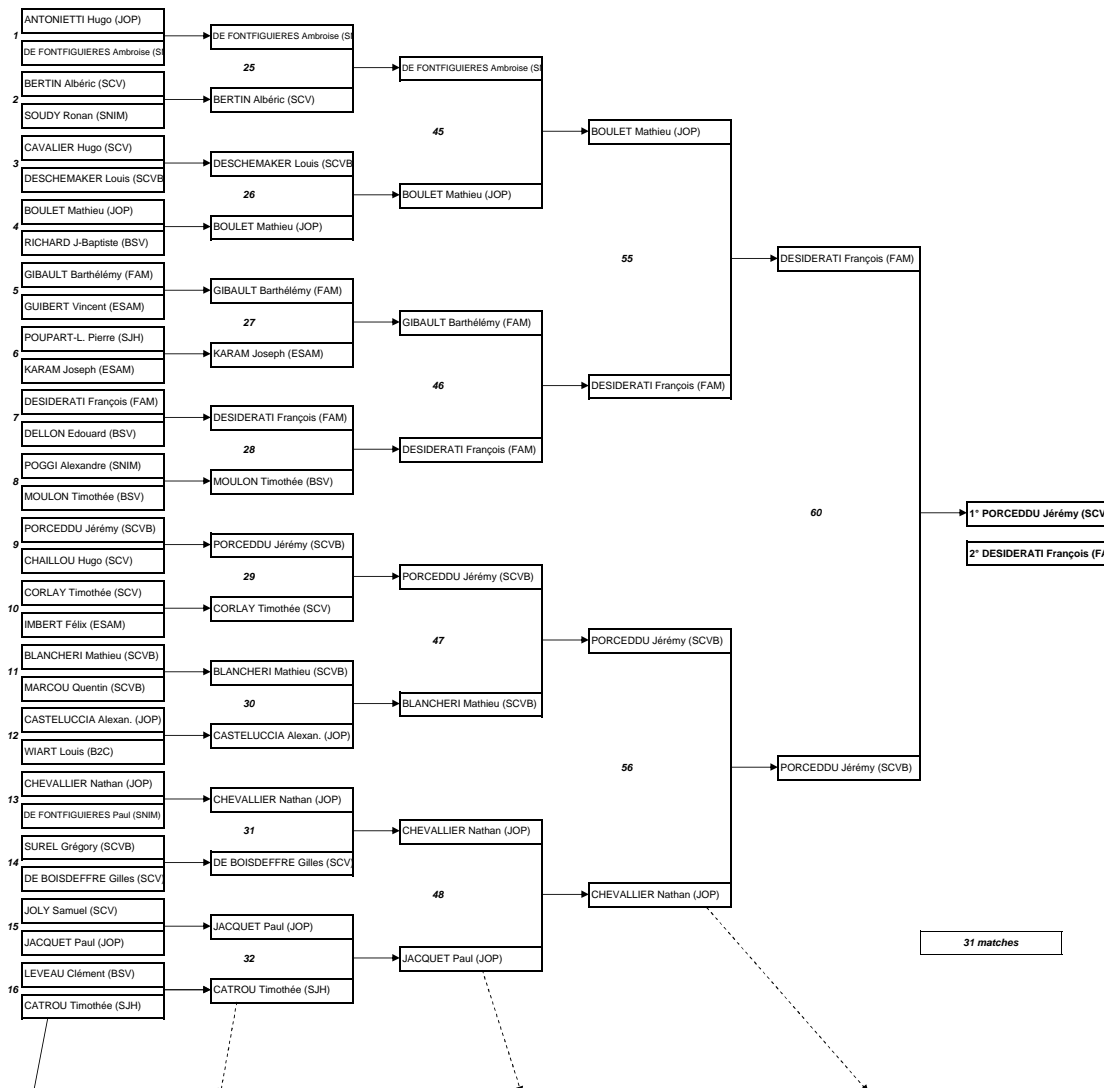 ANTONIETTI Hugo (JOP)
1
DE FONTFIGUIERES Ambroise (SN
BERTIN Albéric (SCV)
2
SOUDY Ronan (SNIM)
CAVALIER Hugo (SCV)
3
DESCHEMAKER Louis (SCVB
BOULET Mathieu (JOP)
4
RICHARD J-Baptiste (BSV)
GIBAULT Barthélémy (FAM)
5
GUIBERT Vincent (ESAM)
POUPART-L. Pierre (SJH)
6
KARAM Joseph (ESAM)
DESIDERATI François (FAM)
7
DELLON Edouard (BSV)
POGGI Alexandre (SNIM)
8
MOULON Timothée (BSV)
PORCEDDU Jérémy (SCVB)
9
CHAILLOU Hugo (SCV)
CORLAY Timothée (SCV)
10
IMBERT Félix (ESAM)
BLANCHERI Mathieu (SCVB)
11
MARCOU Quentin (SCVB)
CASTELUCCIA Alexan. (JOP)
12
WIART Louis (B2C)
CHEVALLIER Nathan (JOP)
13
DE FONTFIGUIERES Paul (SNIM)
SUREL Grégory (SCVB)
14
DE BOISDEFFRE Gilles (SCV)
JOLY Samuel (SCV)
15
JACQUET Paul (JOP)
LEVEAU Clément (BSV)
16
CATROU Timothée (SJH)
DE FONTFIGUIERES Ambroise (SN
25
BERTIN Albéric (SCV)
DESCHEMAKER Louis (SCVB
26
BOULET Mathieu (JOP)
GIBAULT Barthélémy (FAM)
27
KARAM Joseph (ESAM)
DESIDERATI François (FAM)
28
MOULON Timothée (BSV)
PORCEDDU Jérémy (SCVB)
29
CORLAY Timothée (SCV)
BLANCHERI Mathieu (SCVB)
30
CASTELUCCIA Alexan. (JOP)
CHEVALLIER Nathan (JOP)
31
DE BOISDEFFRE Gilles (SCV)
JACQUET Paul (JOP)
32
CATROU Timothée (SJH)
DE FONTFIGUIERES Ambroise (SN
45
BOULET Mathieu (JOP)
GIBAULT Barthélémy (FAM)
46
DESIDERATI François (FAM)
PORCEDDU Jérémy (SCVB)
47
BLANCHERI Mathieu (SCVB)
CHEVALLIER Nathan (JOP)
48
JACQUET Paul (JOP)
BOULET Mathieu (JOP)
55
DESIDERATI François (FAM)
PORCEDDU Jérémy (SCVB)
56
CHEVALLIER Nathan (JOP)
DESIDERATI François (FAM)
60
PORCEDDU Jérémy (SCVB)
1° PORCEDDU Jérémy (SCV
2° DESIDERATI François (FA
31 matches